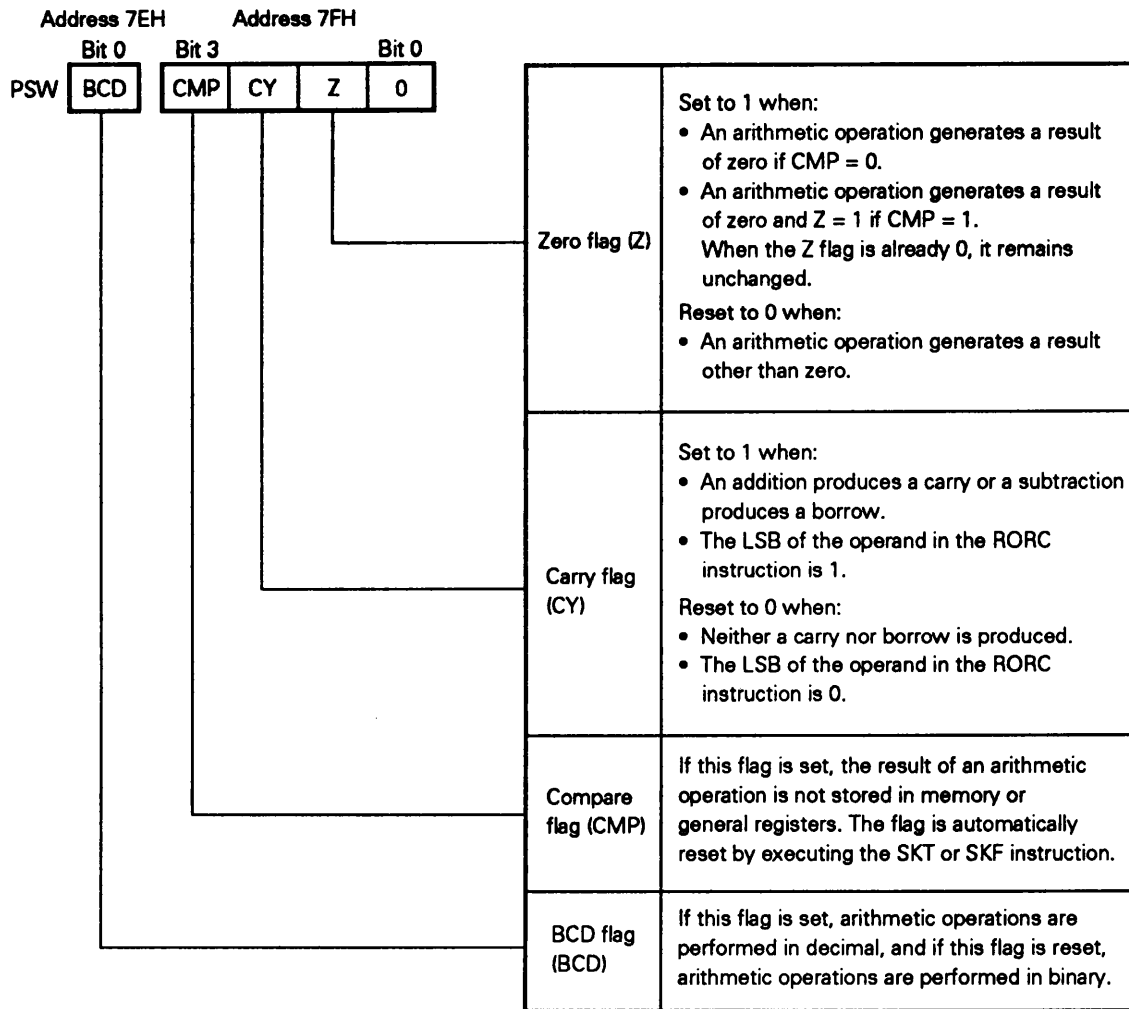 Address 7EH Address 7FH
Bit 0 Bit 3 Bit 0
PSW BCD CMP CY Z 0
Zero flag (Z)
Set to 1 when:
• An arithmetic operation generates a result
of zero if CMP = 0.
• An arithmetic operation generates a result
of zero and Z = 1 if CMP = 1.
When the Z flag is already 0, it remains
unchanged.
Reset to 0 when:
• An arithmetic operation generates a result
other than zero.
Carry flag
(CY)
Set to 1 when:
• An addition produces a carry or a subtraction
produces a borrow.
• The LSB of the operand in the RORC
instruction is 1.
Reset to 0 when:
• Neither a carry nor borrow is produced.
• The LSB of the operand in the RORC
instruction is 0.
Compare
flag (CMP)
If this flag is set, the result of an arithmetic
operation is not stored in memory or
general registers. The flag is automatically
reset by executing the SKT or SKF instruction.
BCD flag
(BCD)
If this flag is set, arithmetic operations are
performed in decimal, and if this flag is reset,
arithmetic operations are performed in binary.